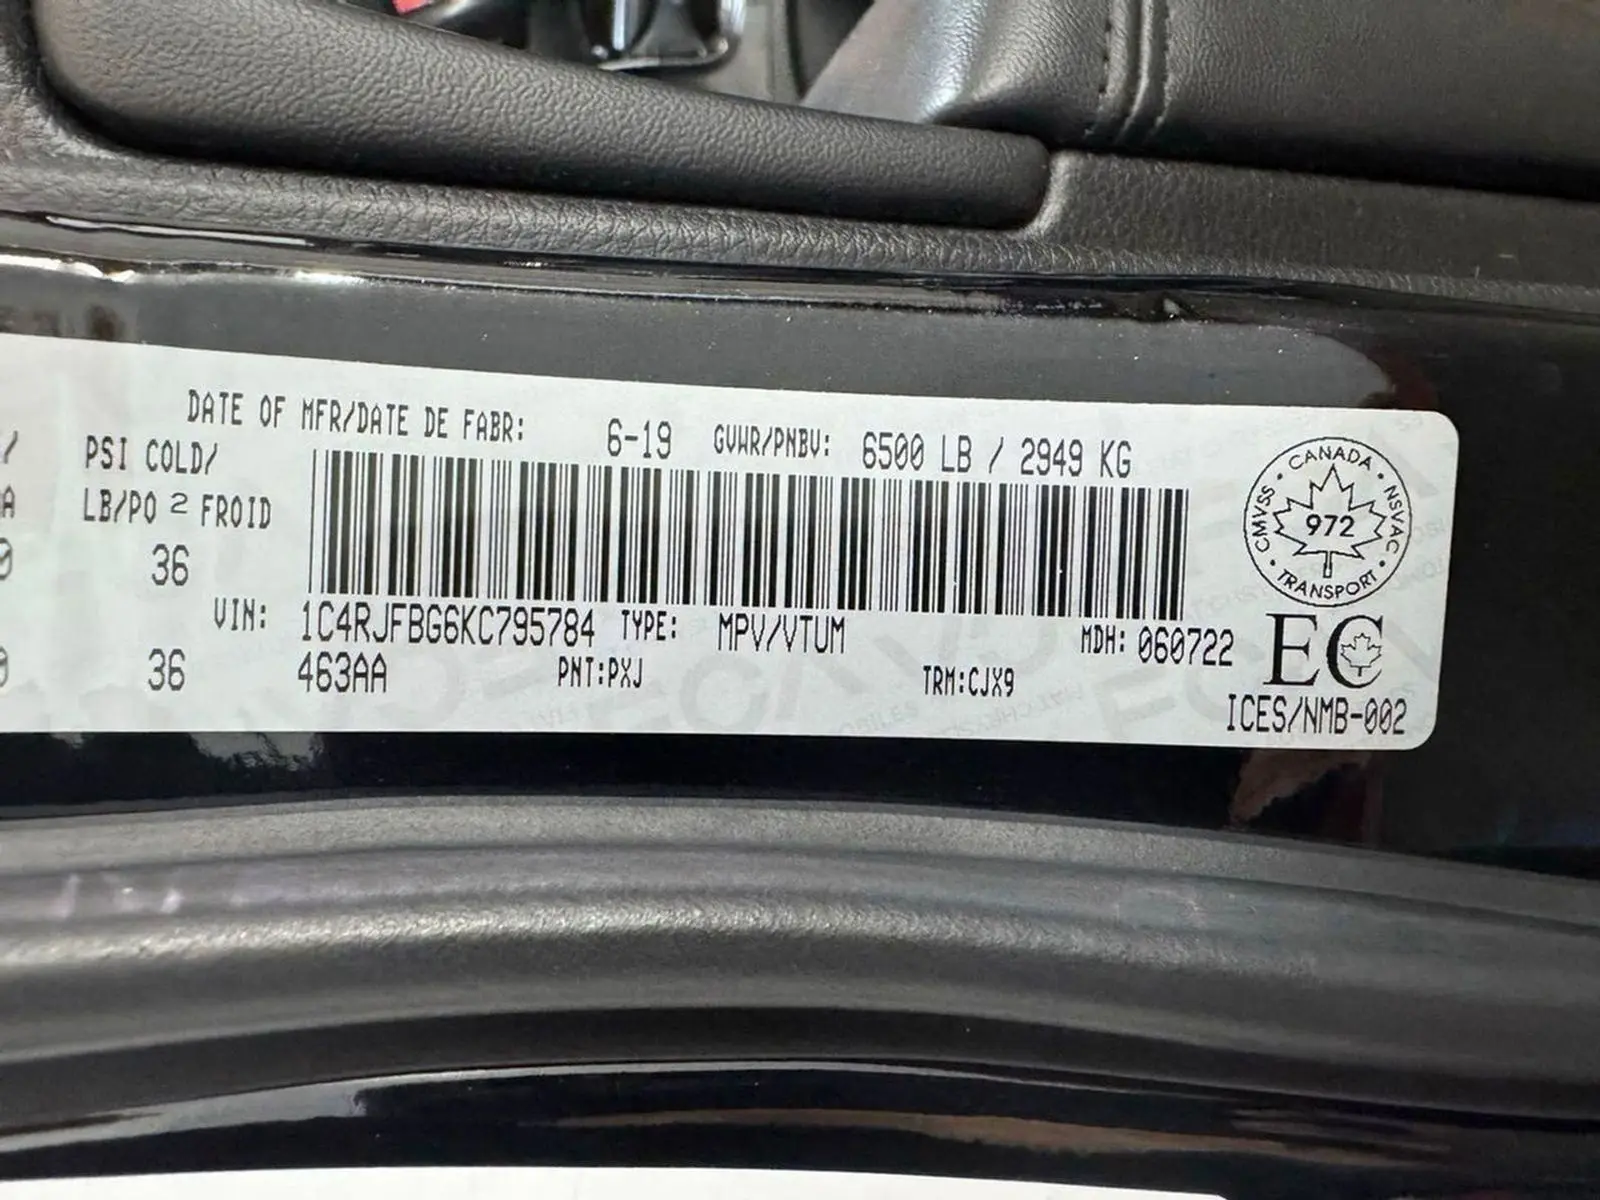 DATE OF MFR/DATE DE FABR: 6-19 GVWR/PNBV: 6500 LB / 2949 KG
PSI COLD/
LB/PO 2 FROID
36
VIN: 1C4RJFBG6KC795784 TYPE: MPV/VTUM MDH: 060722
36
463AA PNT:PXJ TRM:CJX9
CANADA
CMVSS
NSVAC
972
TRANSPORT
EC
ICES/NMB-002